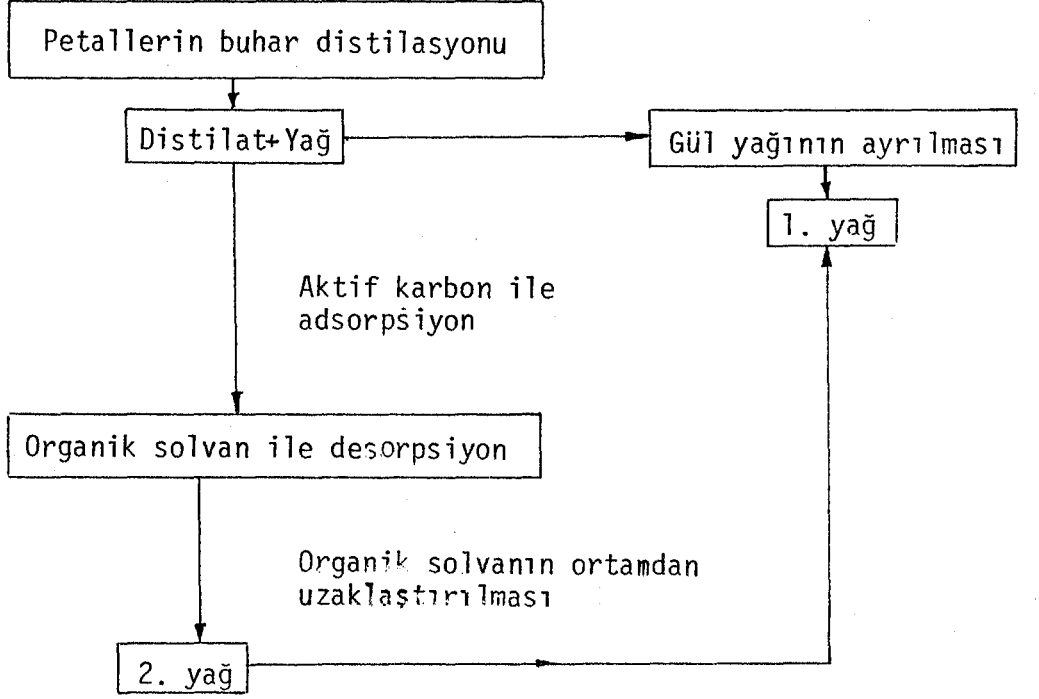 Petallerin buhar distilasyonu
Distilat+Yağ
Gül yağının ayrılması
1. yağ
Aktif karbon ile
adsorpsiyon
Organik solvan ile desorpsiyon
Organik solvanın ortamdan
uzaklaştırılması
2. yağ